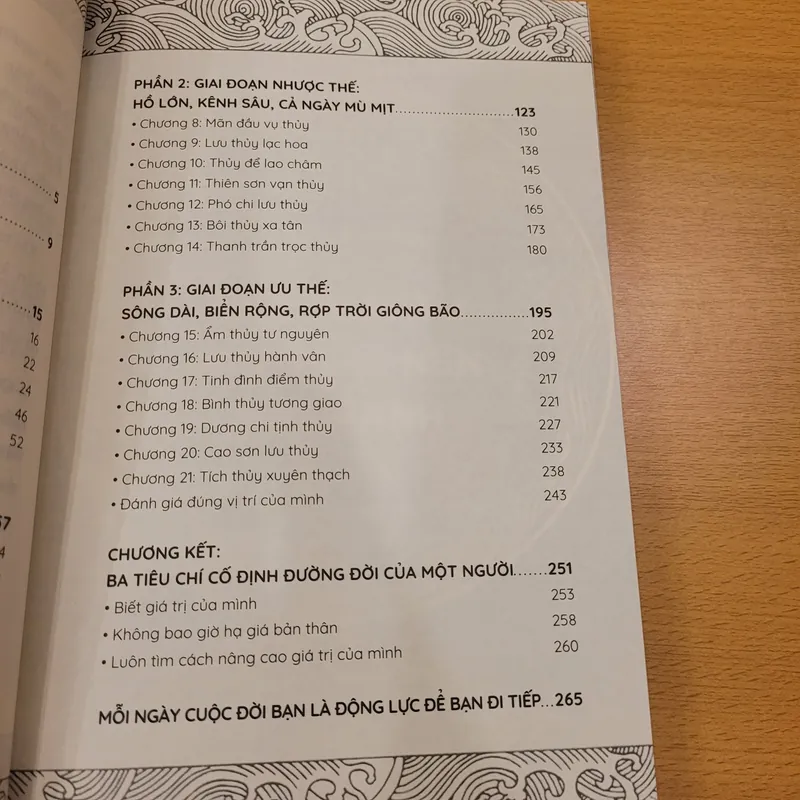 5
9
15
16
22
24
46
52
PHẦN 2: GIAI ĐOẠN NHƯỢC THẾ:
HỒ LỚN, KÊNH SÂU, CẢ NGÀY MÙ MỊT..............................123
• Chương 8: Mãn đầu vụ thủy 130
• Chương 9: Lưu thủy lạc hoa 138
• Chương 10: Thủy để lao châm 145
• Chương 11: Thiên sơn vạn thủy 156
• Chương 12: Phó chi lưu thủy 165
• Chương 13: Bôi thủy xa tân 173
• Chương 14: Thanh trần trọc thủy 180
PHẦN 3: GIAI ĐOẠN ƯU THẾ:
SÔNG DÀI, BIỂN RỘNG, RỢP TRỜI GIÔNG BÃO................195
• Chương 15: Ẩm thủy tư nguyên 202
• Chương 16: Lưu thủy hành vân 209
• Chương 17: Tinh đình điểm thủy 217
• Chương 18: Bình thủy tương giao 221
• Chương 19: Dương chi tịnh thủy 227
• Chương 20: Cao sơn lưu thủy 233
• Chương 21: Tích thủy xuyên thạch 238
• Đánh giá đúng vị trí của mình 243
CHƯƠNG KẾT:
BA TIÊU CHÍ CỐ ĐỊNH ĐƯỜNG ĐỜI CỦA MỘT NGƯỜI.......251
• Biết giá trị của mình 253
• Không bao giờ hạ giá bản thân 258
• Luôn tìm cách nâng cao giá trị của mình 260
MỖI NGÀY CUỘC ĐỜI BẠN LÀ ĐỘNG LỰC ĐỂ BẠN ĐI TIẾP...265